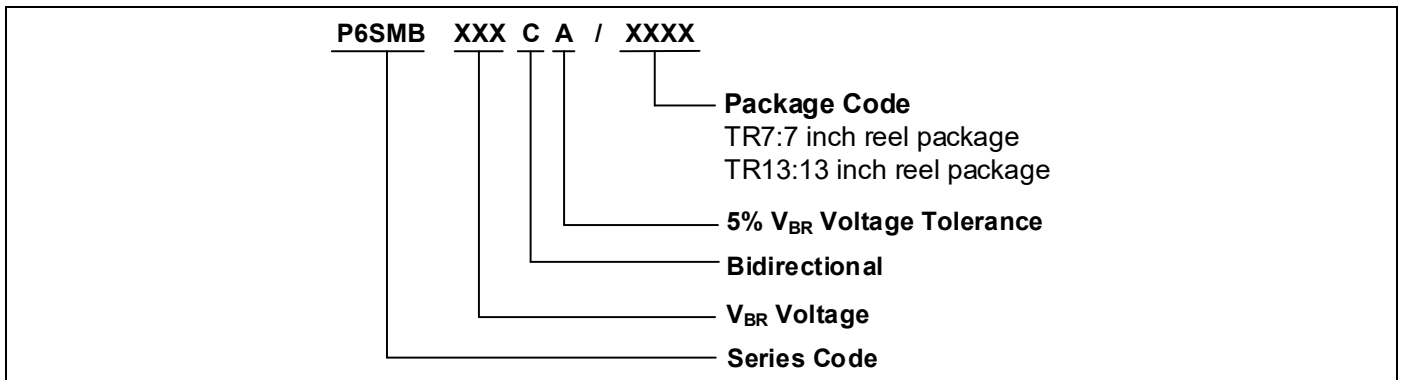 P6SMB XXX C A / XXXX
Package Code
TR7:7 inch reel package
TR13:13 inch reel package
5% VBR Voltage Tolerance
Bidirectional
VBR Voltage
Series Code